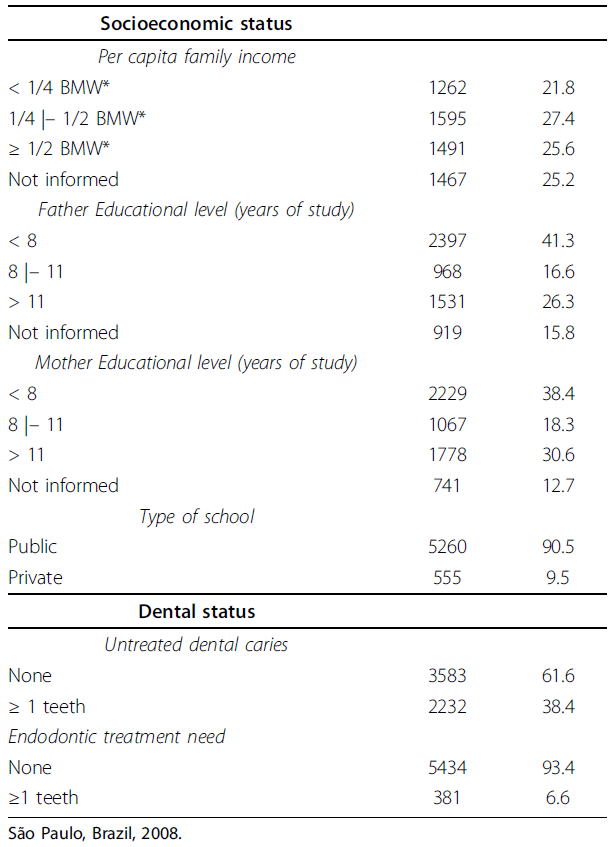 Socioeconomic status
Per capita family income
< 1/4 BMW* 1262 21.8
1/4 |– 1/2 BMW* 1595 27.4
≥ 1/2 BMW* 1491 25.6
Not informed 1467 25.2
Father Educational level (years of study)
< 8 2397 41.3
8 |– 11 968 16.6
> 11 1531 26.3
Not informed 919 15.8
Mother Educational level (years of study)
< 8 2229 38.4
8 |– 11 1067 18.3
> 11 1778 30.6
Not informed 741 12.7
Type of school
Public 5260 90.5
Private 555 9.5
Dental status
Untreated dental caries
None 3583 61.6
≥ 1 teeth 2232 38.4
Endodontic treatment need
None 5434 93.4
≥1 teeth 381 6.6
São Paulo, Brazil, 2008.